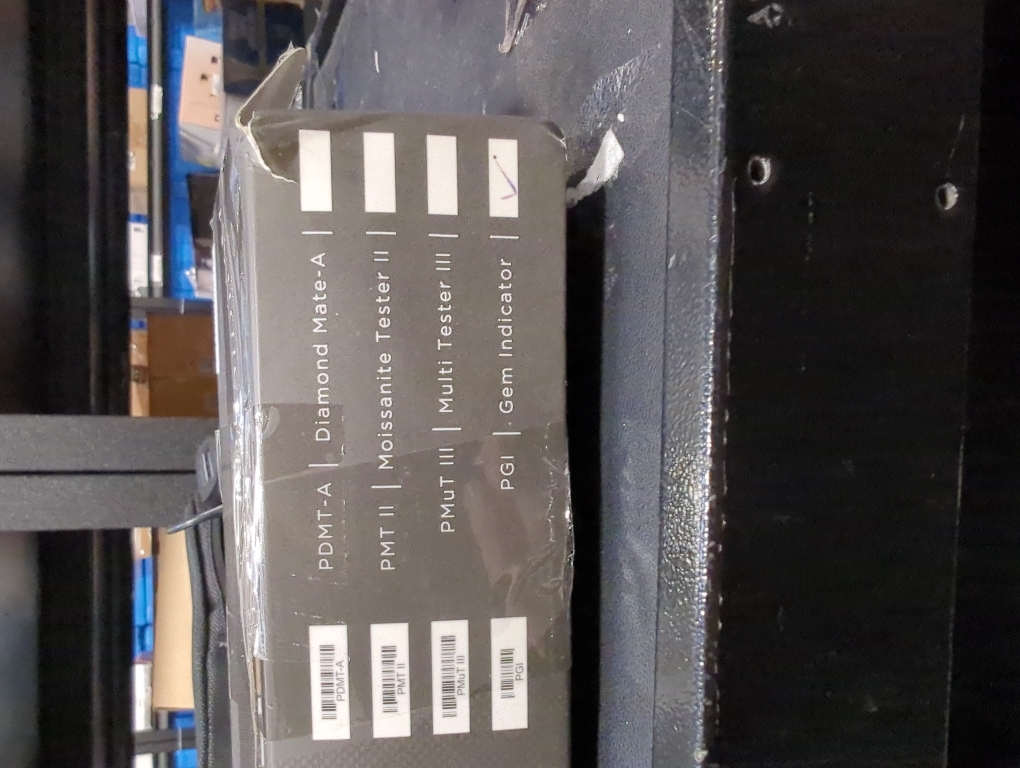 PDMT-A | Diamond Mate-A |
PMT II | Moissanite Tester II |
PMuT III | Multi Tester III |
PGI | Gem Indicator |
PDMT-A
PMT II
PMuT III
PGI